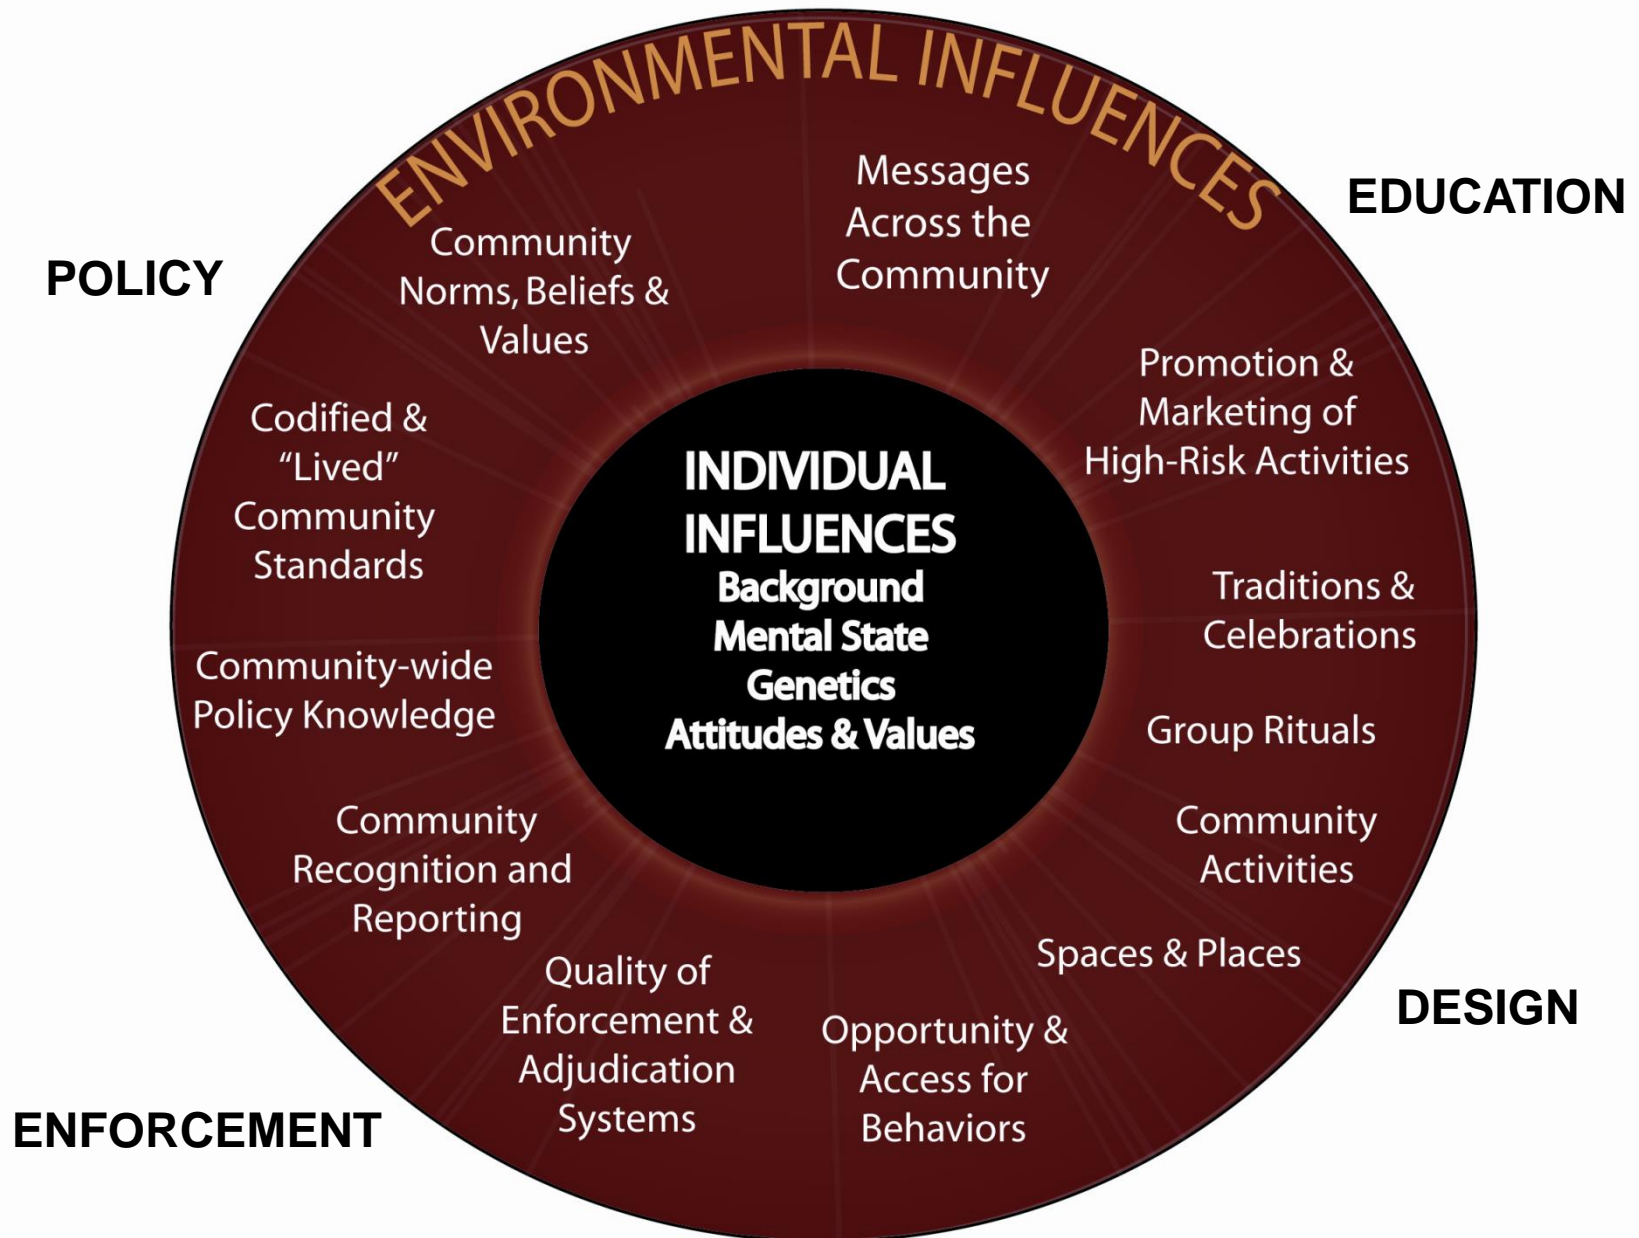 ENVIRONMENTAL INFLUENCES
Messages
Across the
Community
EDUCATION
POLICY
Community
Norms, Beliefs &
Values
Promotion &
Marketing of
High-Risk Activities
Codified &
“Lived”
Community
Standards
INDIVIDUAL
INFLUENCES
Background
Mental State
Genetics
Attitudes & Values
Traditions &
Celebrations
Community-wide
Policy Knowledge
Group Rituals
Community
Recognition and
Reporting
Community
Activities
Spaces & Places
Quality of
Enforcement &
Adjudication
Systems
Opportunity &
Access for
Behaviors
DESIGN
ENFORCEMENT